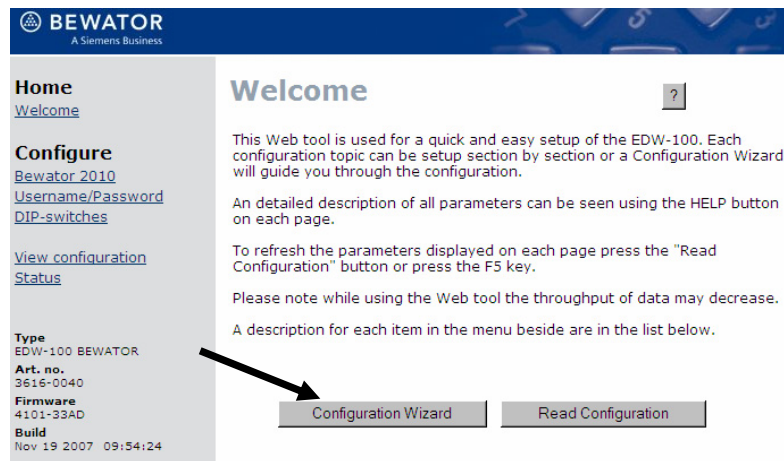 BEWATOR
A Siemens Business
Home
Welcome
Configure
Bewator 2010
Username/Password
DIP-switches
View configuration
Status
Type
EDW-100 BEWATOR
Art. no.
3616-0040
Firmware
4101-33AD
Build
Nov 19 2007 09:54:24
Welcome
?
This Web tool is used for a quick and easy setup of the EDW-100. Each
configuration topic can be setup section by section or a Configuration Wizard
will guide you through the configuration.
An detailed description of all parameters can be seen using the HELP button
on each page.
To refresh the parameters displayed on each page press the "Read
Configuration" button or press the F5 key.
Please note while using the Web tool the throughput of data may decrease.
A description for each item in the menu beside are in the list below.
Configuration Wizard
Read Configuration